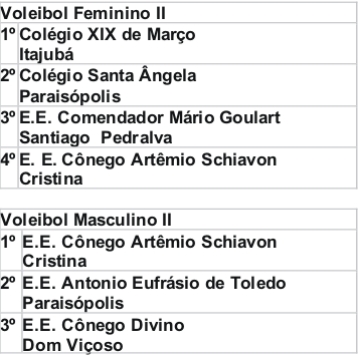 Voleibol Feminino II
1º Colégio XIX de Março
Itajubá
2º Colégio Santa Ângela
Paraisópolis
3º E.E. Comendador Mário Goulart
Santiago Pedralva
4º E. E. Cônego Artêmio Schiavon
Cristina
Voleibol Masculino II
1º E.E. Cônego Artêmio Schiavon
Cristina
2º E.E. Antonio Eufrásio de Toledo
Paraisópolis
3º E.E. Cônego Divino
Dom Viçoso